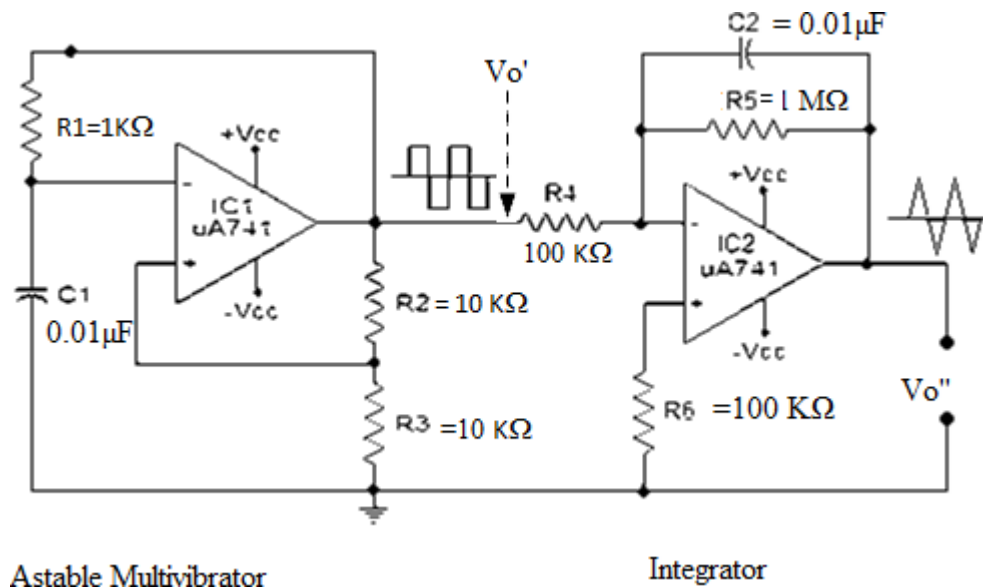 C2 = 0.01µF
Vo'
R5= 1 MΩ
R1=1KΩ
+Vcc
-
IC1
uA741
+
-Vcc
R4
100 KΩ
+Vcc
-
IC2
uA741
+
-Vcc
C1
0.01µF
R2 = 10 KΩ
R3 =10 KΩ
R6 =100 KΩ
Vo"
Astable Multivibrator
Integrator